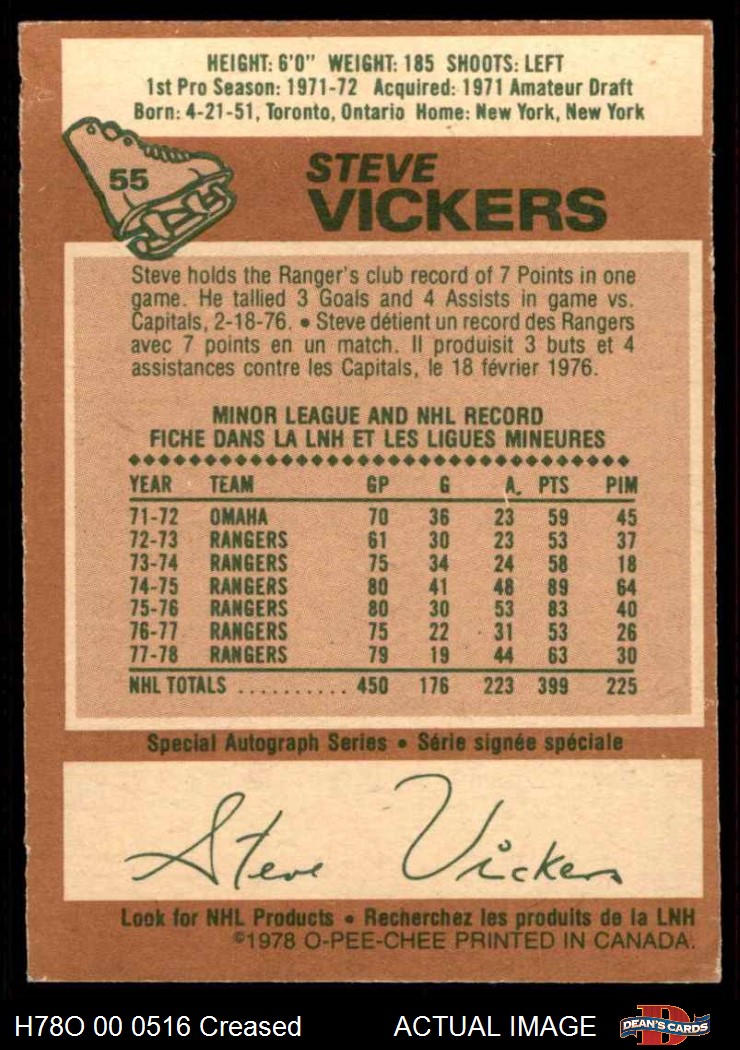 HEIGHT: 6'0" WEIGHT: 185 SHOOTS: LEFT
1st Pro Season: 1971-72 Acquired: 1971 Amateur Draft
Born: 4-21-51, Toronto, Ontario Home: New York, New York
55
STEVE
VICKERS
Steve holds the Ranger's club record of 7 Points in one
game. He tallied 3 Goals and 4 Assists in game vs.
Capitals, 2-18-76. • Steve détient un record des Rangers
avec 7 points en un match. Il produisit 3 buts et 4
assistances contre les Capitals, le 18 février 1976.
MINOR LEAGUE AND NHL RECORD
FICHE DANS LA LNH ET LES LIGUES MINEURES
YEAR TEAM GP G A. PTS PIM
71-72 OMAHA 70 36 23 59 45
72-73 RANGERS 61 30 23 53 37
73-74 RANGERS 75 34 24 58 18
74-75 RANGERS 80 41 48 89 64
75-76 RANGERS 80 30 53 83 40
76-77 RANGERS 75 22 31 53 26
77-78 RANGERS 79 19 44 63 30
NHL TOTALS .......... 450 176 223 399 225
Special Autograph Series • Série signée spéciale
Steve Vickers
Look for NHL Products • Recherchez les produits de la LNH
©1978 O-PEE-CHEE PRINTED IN CANADA.
H78O 00 0516 Creased ACTUAL IMAGE D DEAN'S CARDS